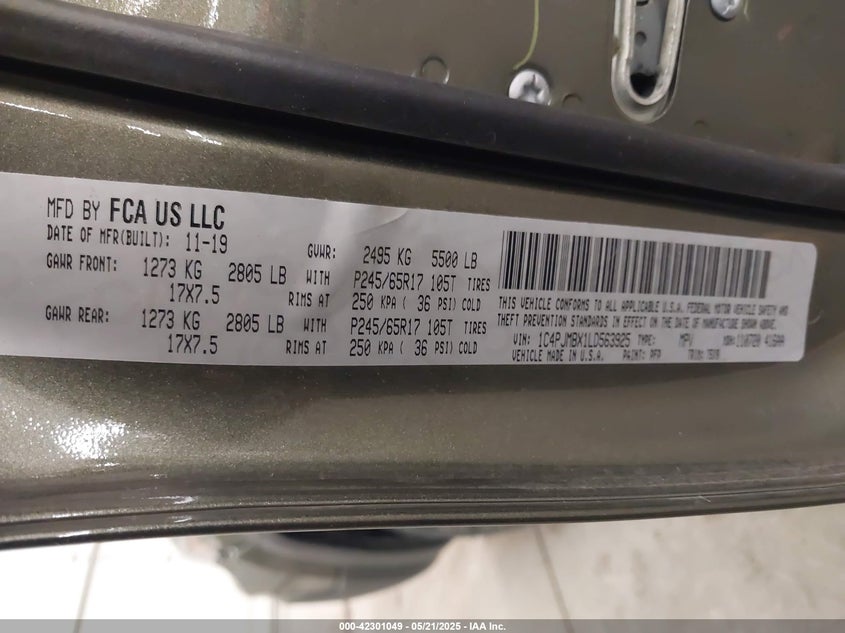 MFD BY FCA US LLC
DATE OF MFR(BUILT): 11-19 GVWR: 2495 KG 5500 LB
GAWR FRONT: 1273 KG 2805 LB WITH P245/65R17 105T TIRES
17X7.5 RIMS AT 250 KPA ( 36 PSI) COLD
GAWR REAR: 1273 KG 2805 LB WITH P245/65R17 105T TIRES
17X7.5 RIMS AT 250 KPA ( 36 PSI) COLD
THIS VEHICLE CONFORMS TO ALL APPLICABLE U.S.A. FEDERAL MOTOR VEHICLE SAFETY AND
THEFT PREVENTION STANDARDS IN EFFECT ON THE DATE OF MANUFACTURE SHOWN ABOVE.
VIN: 1C4PJMBX1LD563925 TYPE: MPV
VEHICLE MADE IN U.S.A. PAINT: PFP TRIM:
000-42301049 - 05/21/2025 - IAA Inc.